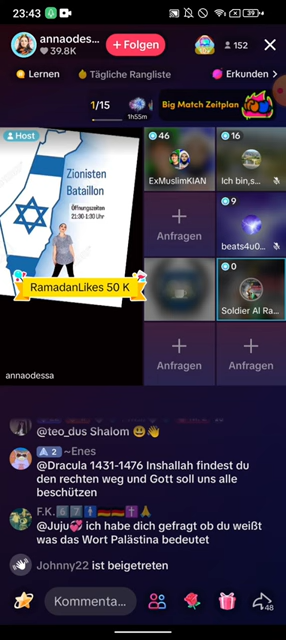 23:43
39
annaodes...
39.8K
+ Folgen
152
Lernen
Tägliche Rangliste
Erkunden
1/15
1h55m
Big Match Zeitplan
Host
Zionisten
Bataillon
Öffnungszeiten
21:30-1:30 Uhr
RamadanLikes 50 K
annaodessa
46
ExMuslimKIAN
16
Ich bin,s...
Anfragen
9
beats4u0...
0
Soldier Al Ra...
Anfragen
Anfragen
@teo_dus Shalom 😃👋
2 ~Enes
@Dracula 1431-1476 Inshallah findest du
den rechten weg und Gott soll uns alle
beschützen
F.K.6️⃣7️⃣🚹🇩🇪🇩🇪✝️🙏
@Juju💞 ich habe dich gefragt ob du weißt
was das Wort Palästina bedeutet
Johnny22 ist beigetreten
Kommenta...
48